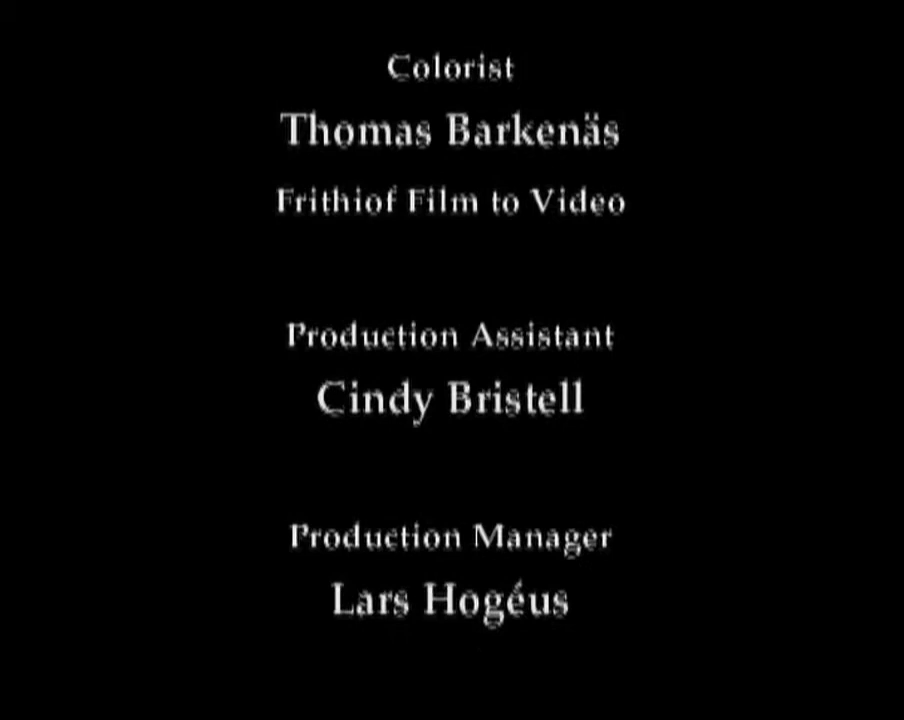 Colorist
Thomas Barkenäs
Frithiof Film to Video
Production Assistant
Cindy Bristell
Production Manager
Lars Hogéus